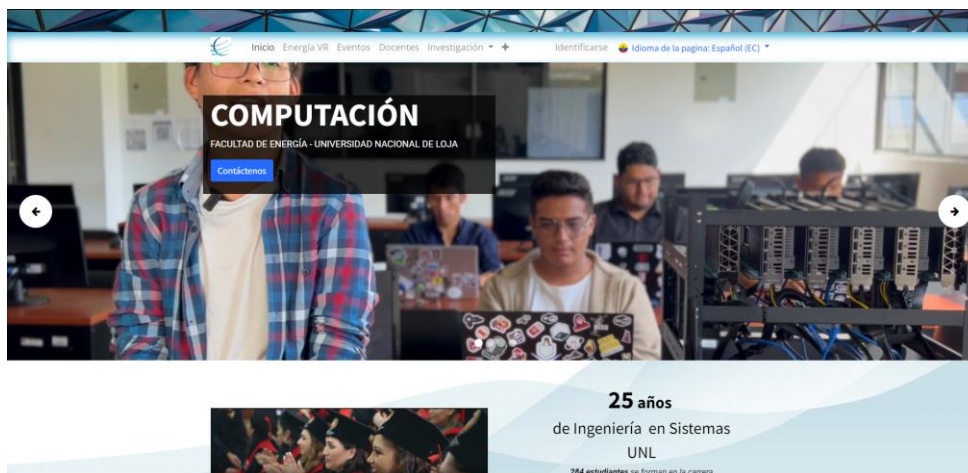 Inicio Energía VR Eventos Docentes Investigación Identificarse Idioma de la pagina: Español (EC)
COMPUTACIÓN
FACULTAD DE ENERGÍA - UNIVERSIDAD NACIONAL DE LOJA
Contáctenos
25 años
de Ingeniería en Sistemas
UNL
284 estudiantes se forman en la carrera